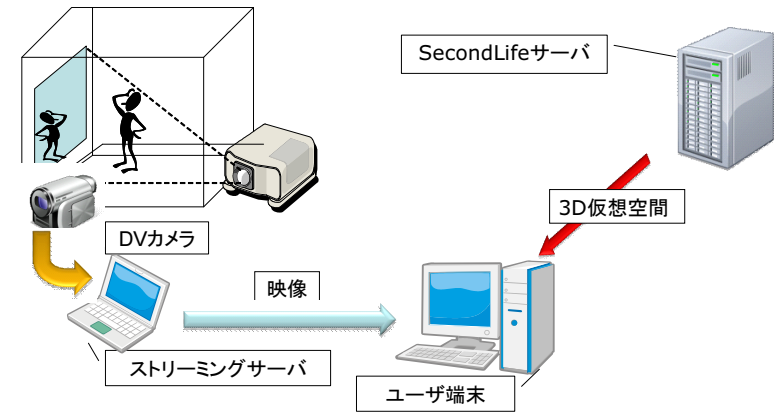 SecondLifeサーバ
3D仮想空間
DVカメラ
映像
ストリーミングサーバ
ユーザ端末